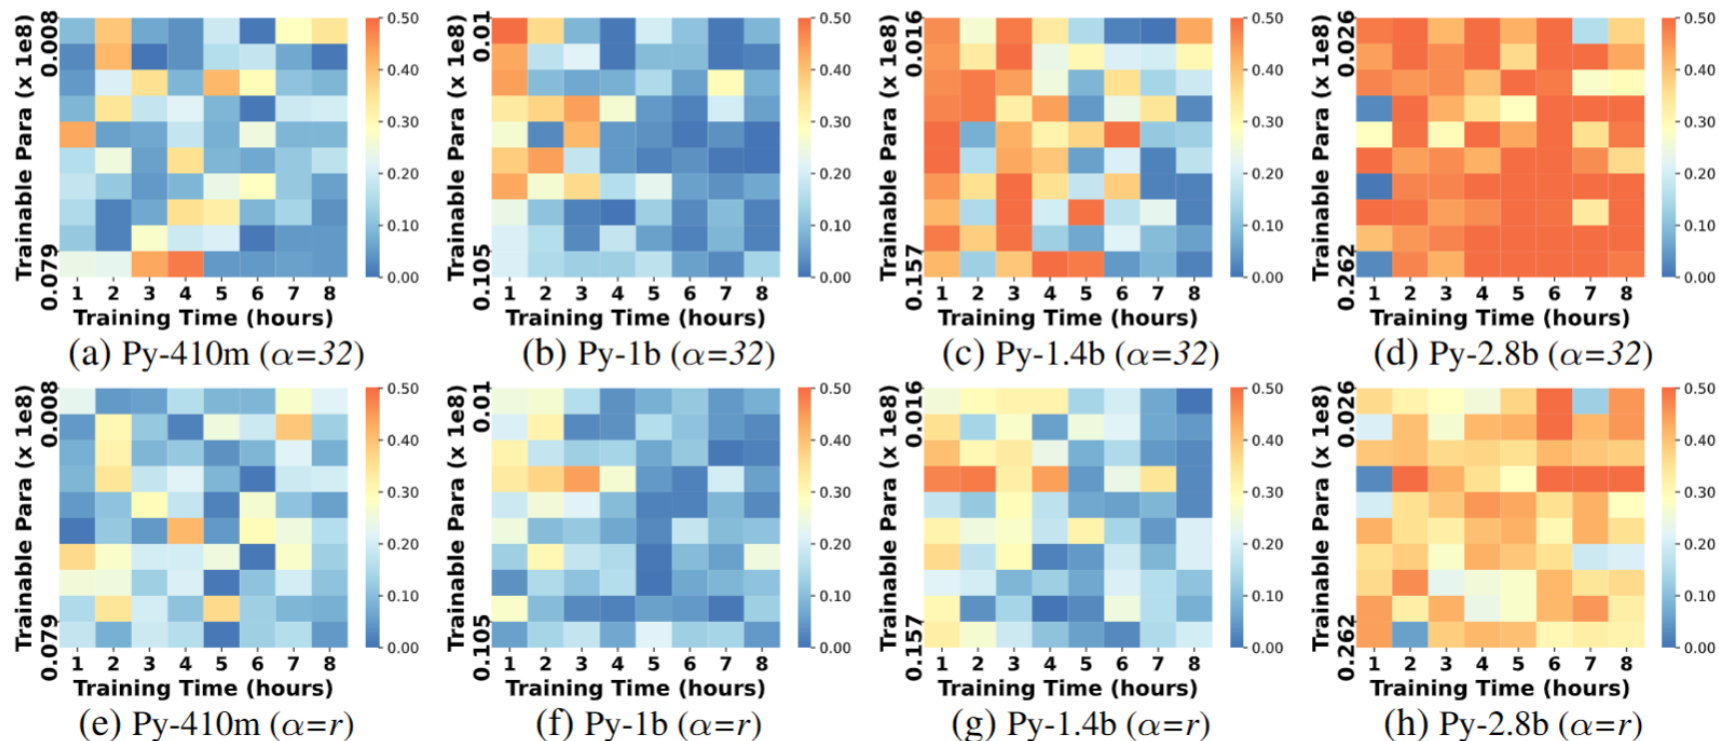 Trainable Para (x 1e8)
0.008
0.079
1 2 3 4 5 6 7 8
Training Time (hours)
0.50
0.40
0.30
0.20
0.10
0.00
(a) Py-410m (α=32)
Trainable Para (x 1e8)
0.01
0.105
1 2 3 4 5 6 7 8
Training Time (hours)
0.50
0.40
0.30
0.20
0.10
0.00
(b) Py-1b (α=32)
Trainable Para (x 1e8)
0.016
0.157
1 2 3 4 5 6 7 8
Training Time (hours)
0.50
0.40
0.30
0.20
0.10
0.00
(c) Py-1.4b (α=32)
Trainable Para (x 1e8)
0.026
0.262
1 2 3 4 5 6 7 8
Training Time (hours)
0.50
0.40
0.30
0.20
0.10
0.00
(d) Py-2.8b (α=32)
Trainable Para (x 1e8)
0.008
0.079
1 2 3 4 5 6 7 8
Training Time (hours)
0.50
0.40
0.30
0.20
0.10
0.00
(e) Py-410m (α=r)
Trainable Para (x 1e8)
0.01
0.105
1 2 3 4 5 6 7 8
Training Time (hours)
0.50
0.40
0.30
0.20
0.10
0.00
(f) Py-1b (α=r)
Trainable Para (x 1e8)
0.016
0.157
1 2 3 4 5 6 7 8
Training Time (hours)
0.50
0.40
0.30
0.20
0.10
0.00
(g) Py-1.4b (α=r)
Trainable Para (x 1e8)
0.026
0.262
1 2 3 4 5 6 7 8
Training Time (hours)
0.50
0.40
0.30
0.20
0.10
0.00
(h) Py-2.8b (α=r)